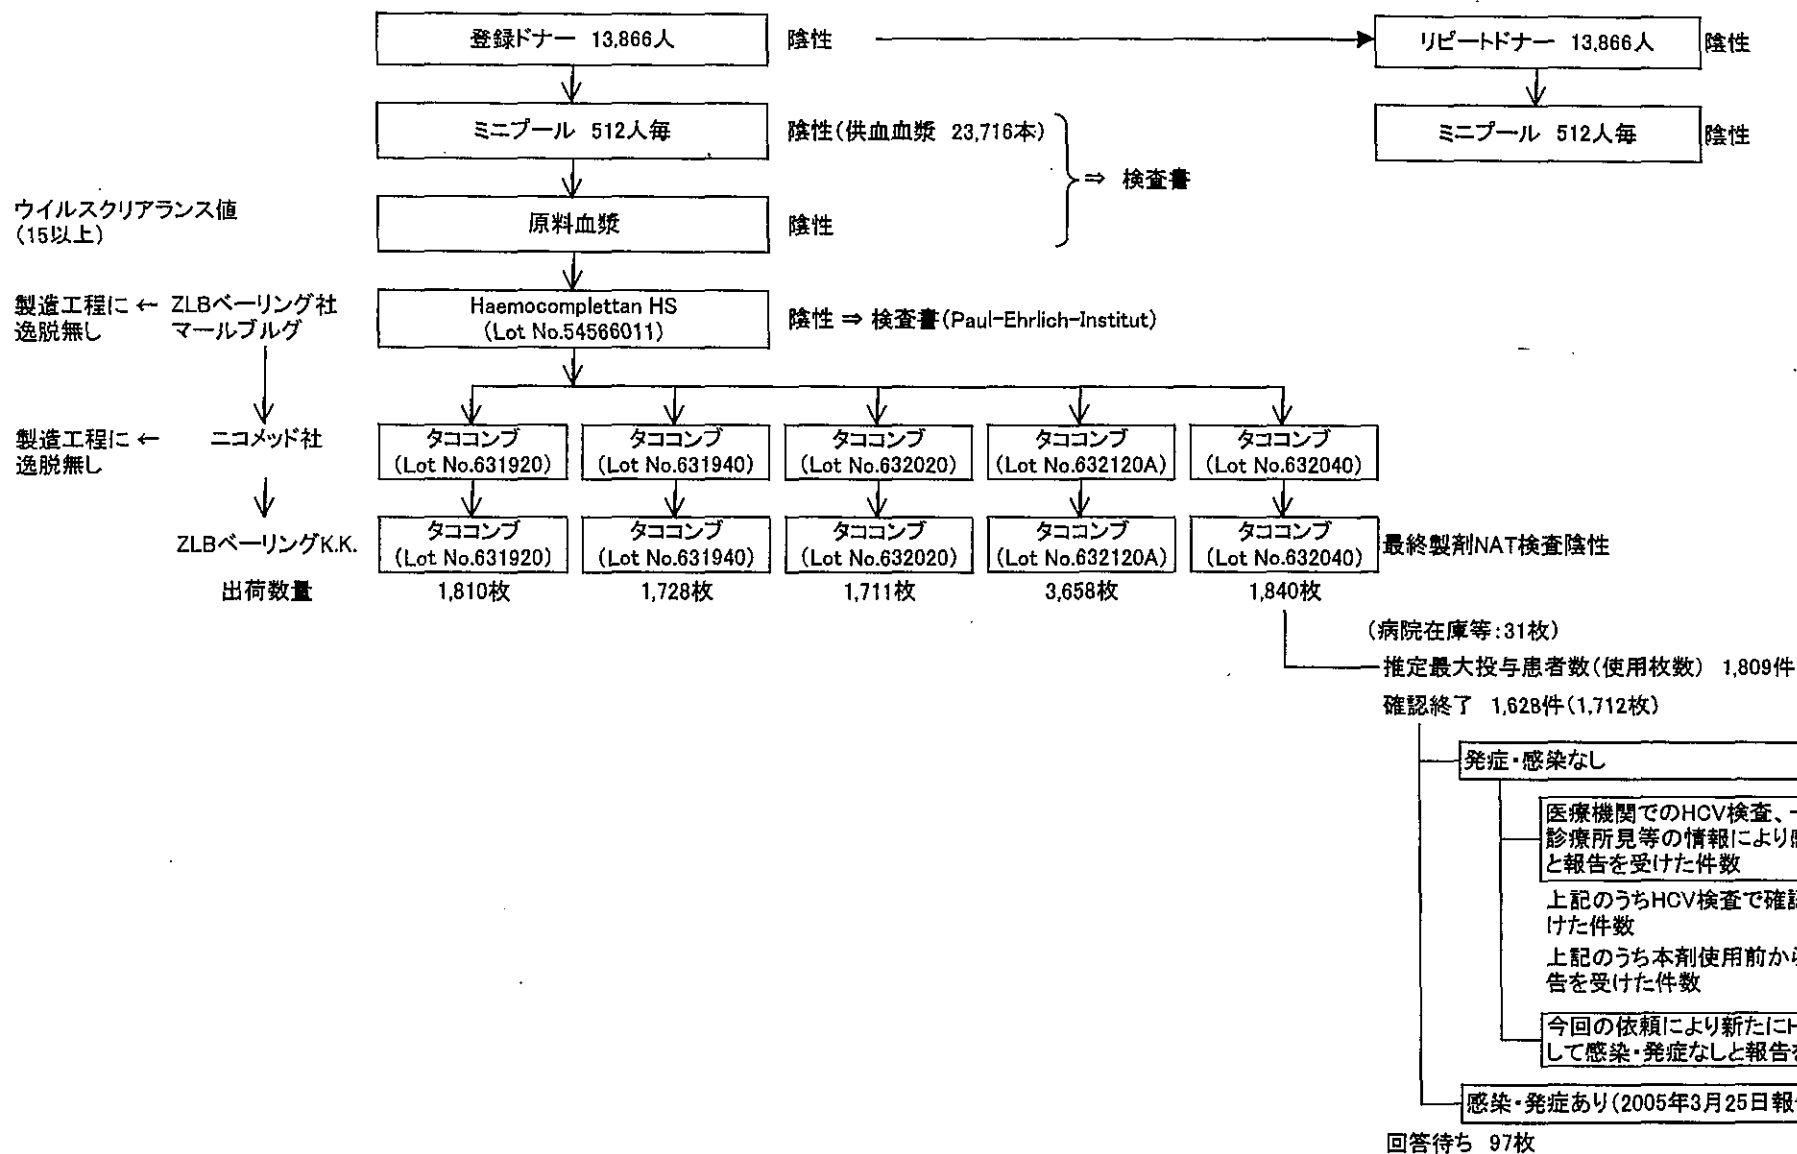 登録ドナー 13,866人
陰性
リピートドナー 13,866人
陰性
ミニプール 512人毎
陰性(供血血漿 23,716本)
ミニプール 512人毎
陰性
⇒ 検査書
ウイルスクリアランス値
(15以上)
原料血漿
陰性
製造工程に ← ZLBベーリング社
逸脱無し マールブルグ
Haemocomplettan HS
(Lot No.54566011)
陰性 ⇒ 検査書(Paul-Ehrlich-Institut)
製造工程に ← ニコメッド社
逸脱無し
タココンブ
(Lot No.631920)
タココンブ
(Lot No.631940)
タココンブ
(Lot No.632020)
タココンブ
(Lot No.632120A)
タココンブ
(Lot No.632040)
ZLBベーリングK.K.
タココンブ
(Lot No.631920)
タココンブ
(Lot No.631940)
タココンブ
(Lot No.632020)
タココンブ
(Lot No.632120A)
タココンブ
(Lot No.632040)
最終製剤NAT検査陰性
出荷数量 1,810枚 1,728枚 1,711枚 3,658枚 1,840枚
(病院在庫等:31枚)
推定最大投与患者数(使用枚数) 1,809件
確認終了 1,628件(1,712枚)
発症・感染なし
医療機関でのHCV検査、
診療所見等の情報により
と報告を受けた件数
上記のうちHCV検査で確
けた件数
上記のうち本剤使用前から
告を受けた件数
今回の依頼により新たに
して感染・発症なしと報告
感染・発症あり(2005年3月25日報
回答待ち 97枚